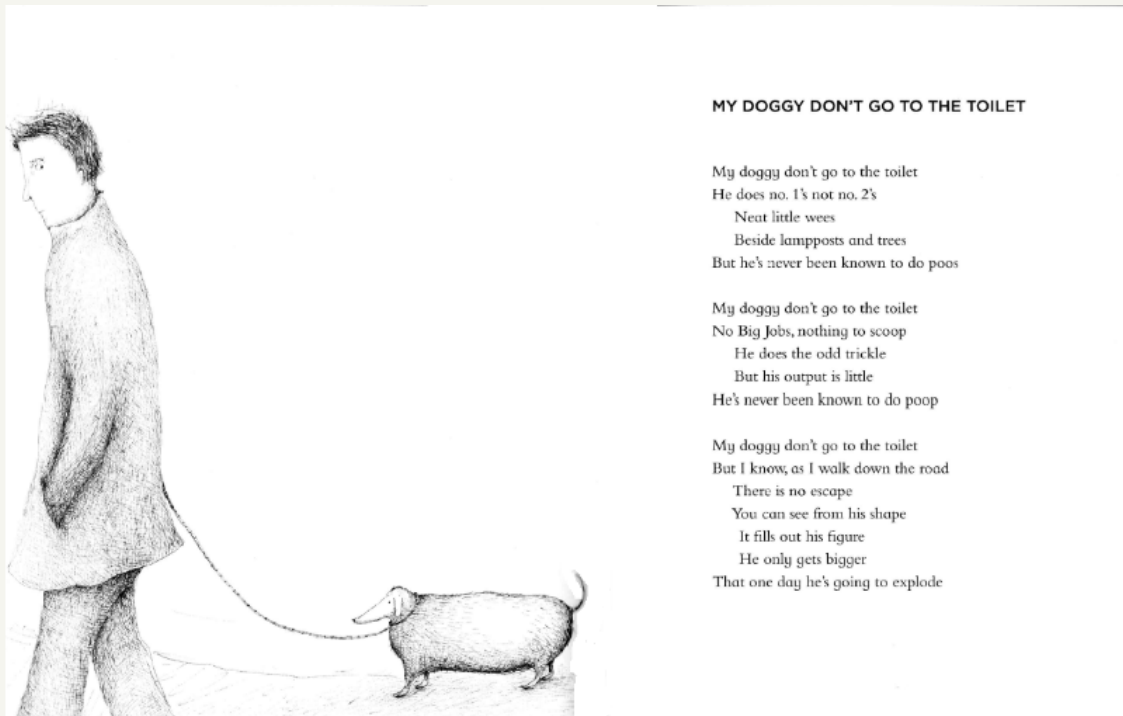 MY DOGGY DON'T GO TO THE TOILET
My doggy don't go to the toilet
He does no. 1's not no. 2's
Neat little wees
Beside lampposts and trees
But he's never been known to do poos
My doggy don't go to the toilet
No Big Jobs, nothing to scoop
He does the odd trickle
But his output is little
He's never been known to do poop
My doggy don't go to the toilet
But I know, as I walk down the road
There is no escape
You can see from his shape
It fills out his figure
He only gets bigger
That one day he's going to explode